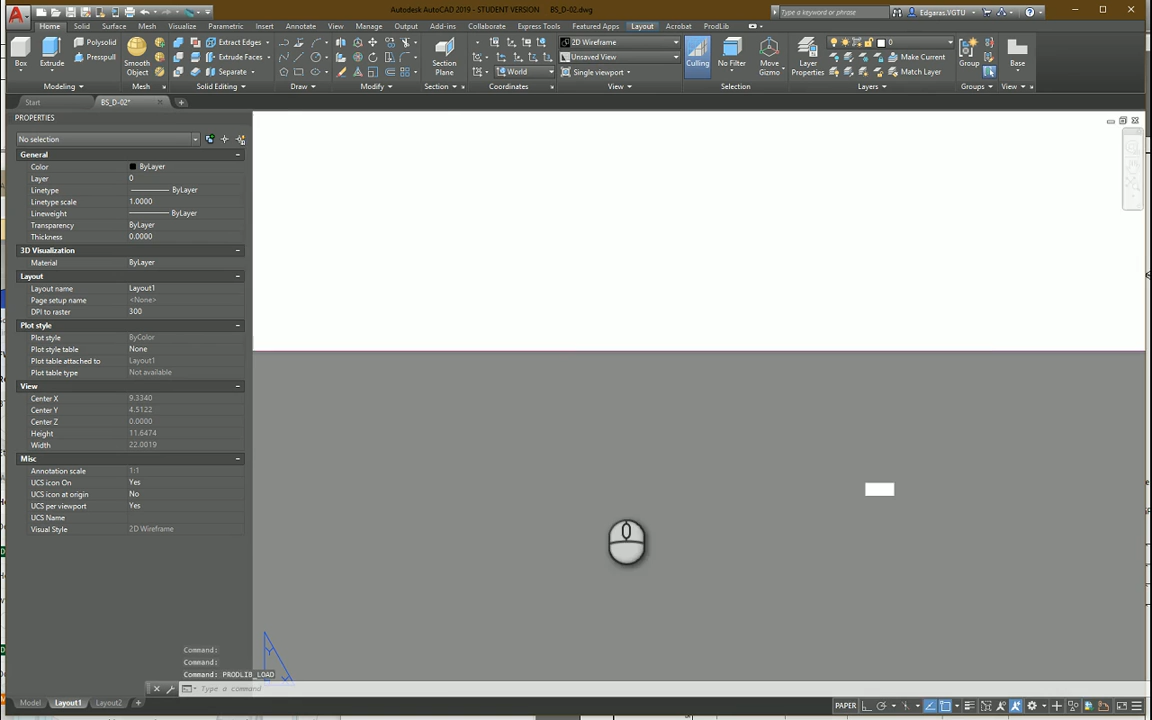 Autodesk AutoCAD 2019 - STUDENT VERSION BS_D-02.dwg
Type a keyword or phrase
Edgaras.VGTU
Home Solid Surface Mesh Visualize Parametric Insert Annotate View Manage Output Add-ins Collaborate Express Tools Featured Apps Layout Acrobat ProdLib
Box
Extrude
Polysolid
Presspull
Smooth
Object
Extract Edges
Extrude Faces
Separate
Section
Plane
World
2D Wireframe
Unsaved View
Single viewport
Culling
No Filter
Move
Gizmo
Layer
Properties
0
Make Current
Match Layer
Group
Base
Modeling Mesh Solid Editing Draw Modify Section Coordinates View Selection Layers Groups View
Start BS_D-02*
PROPERTIES
No selection
General
Color ByLayer
Layer 0
Linetype ByLayer
Linetype scale 1.0000
Lineweight ByLayer
Transparency ByLayer
Thickness 0.0000
3D Visualization
Material ByLayer
Layout
Layout name Layout1
Page setup name <None>
DPI to raster 300
Plot style
Plot style ByColor
Plot style table None
Plot table attached to Layout1
Plot table type Not available
View
Center X 9.3340
Center Y 4.5122
Center Z 0.0000
Height 11.6474
Width 22.0019
Misc
Annotation scale 1:1
UCS icon On Yes
UCS icon at origin No
UCS per viewport Yes
UCS Name
Visual Style 2D Wireframe
Y
Command:
Command:
Command: PRODLIB_LOAD
Type a command
Model Layout1 Layout2 +
PAPER